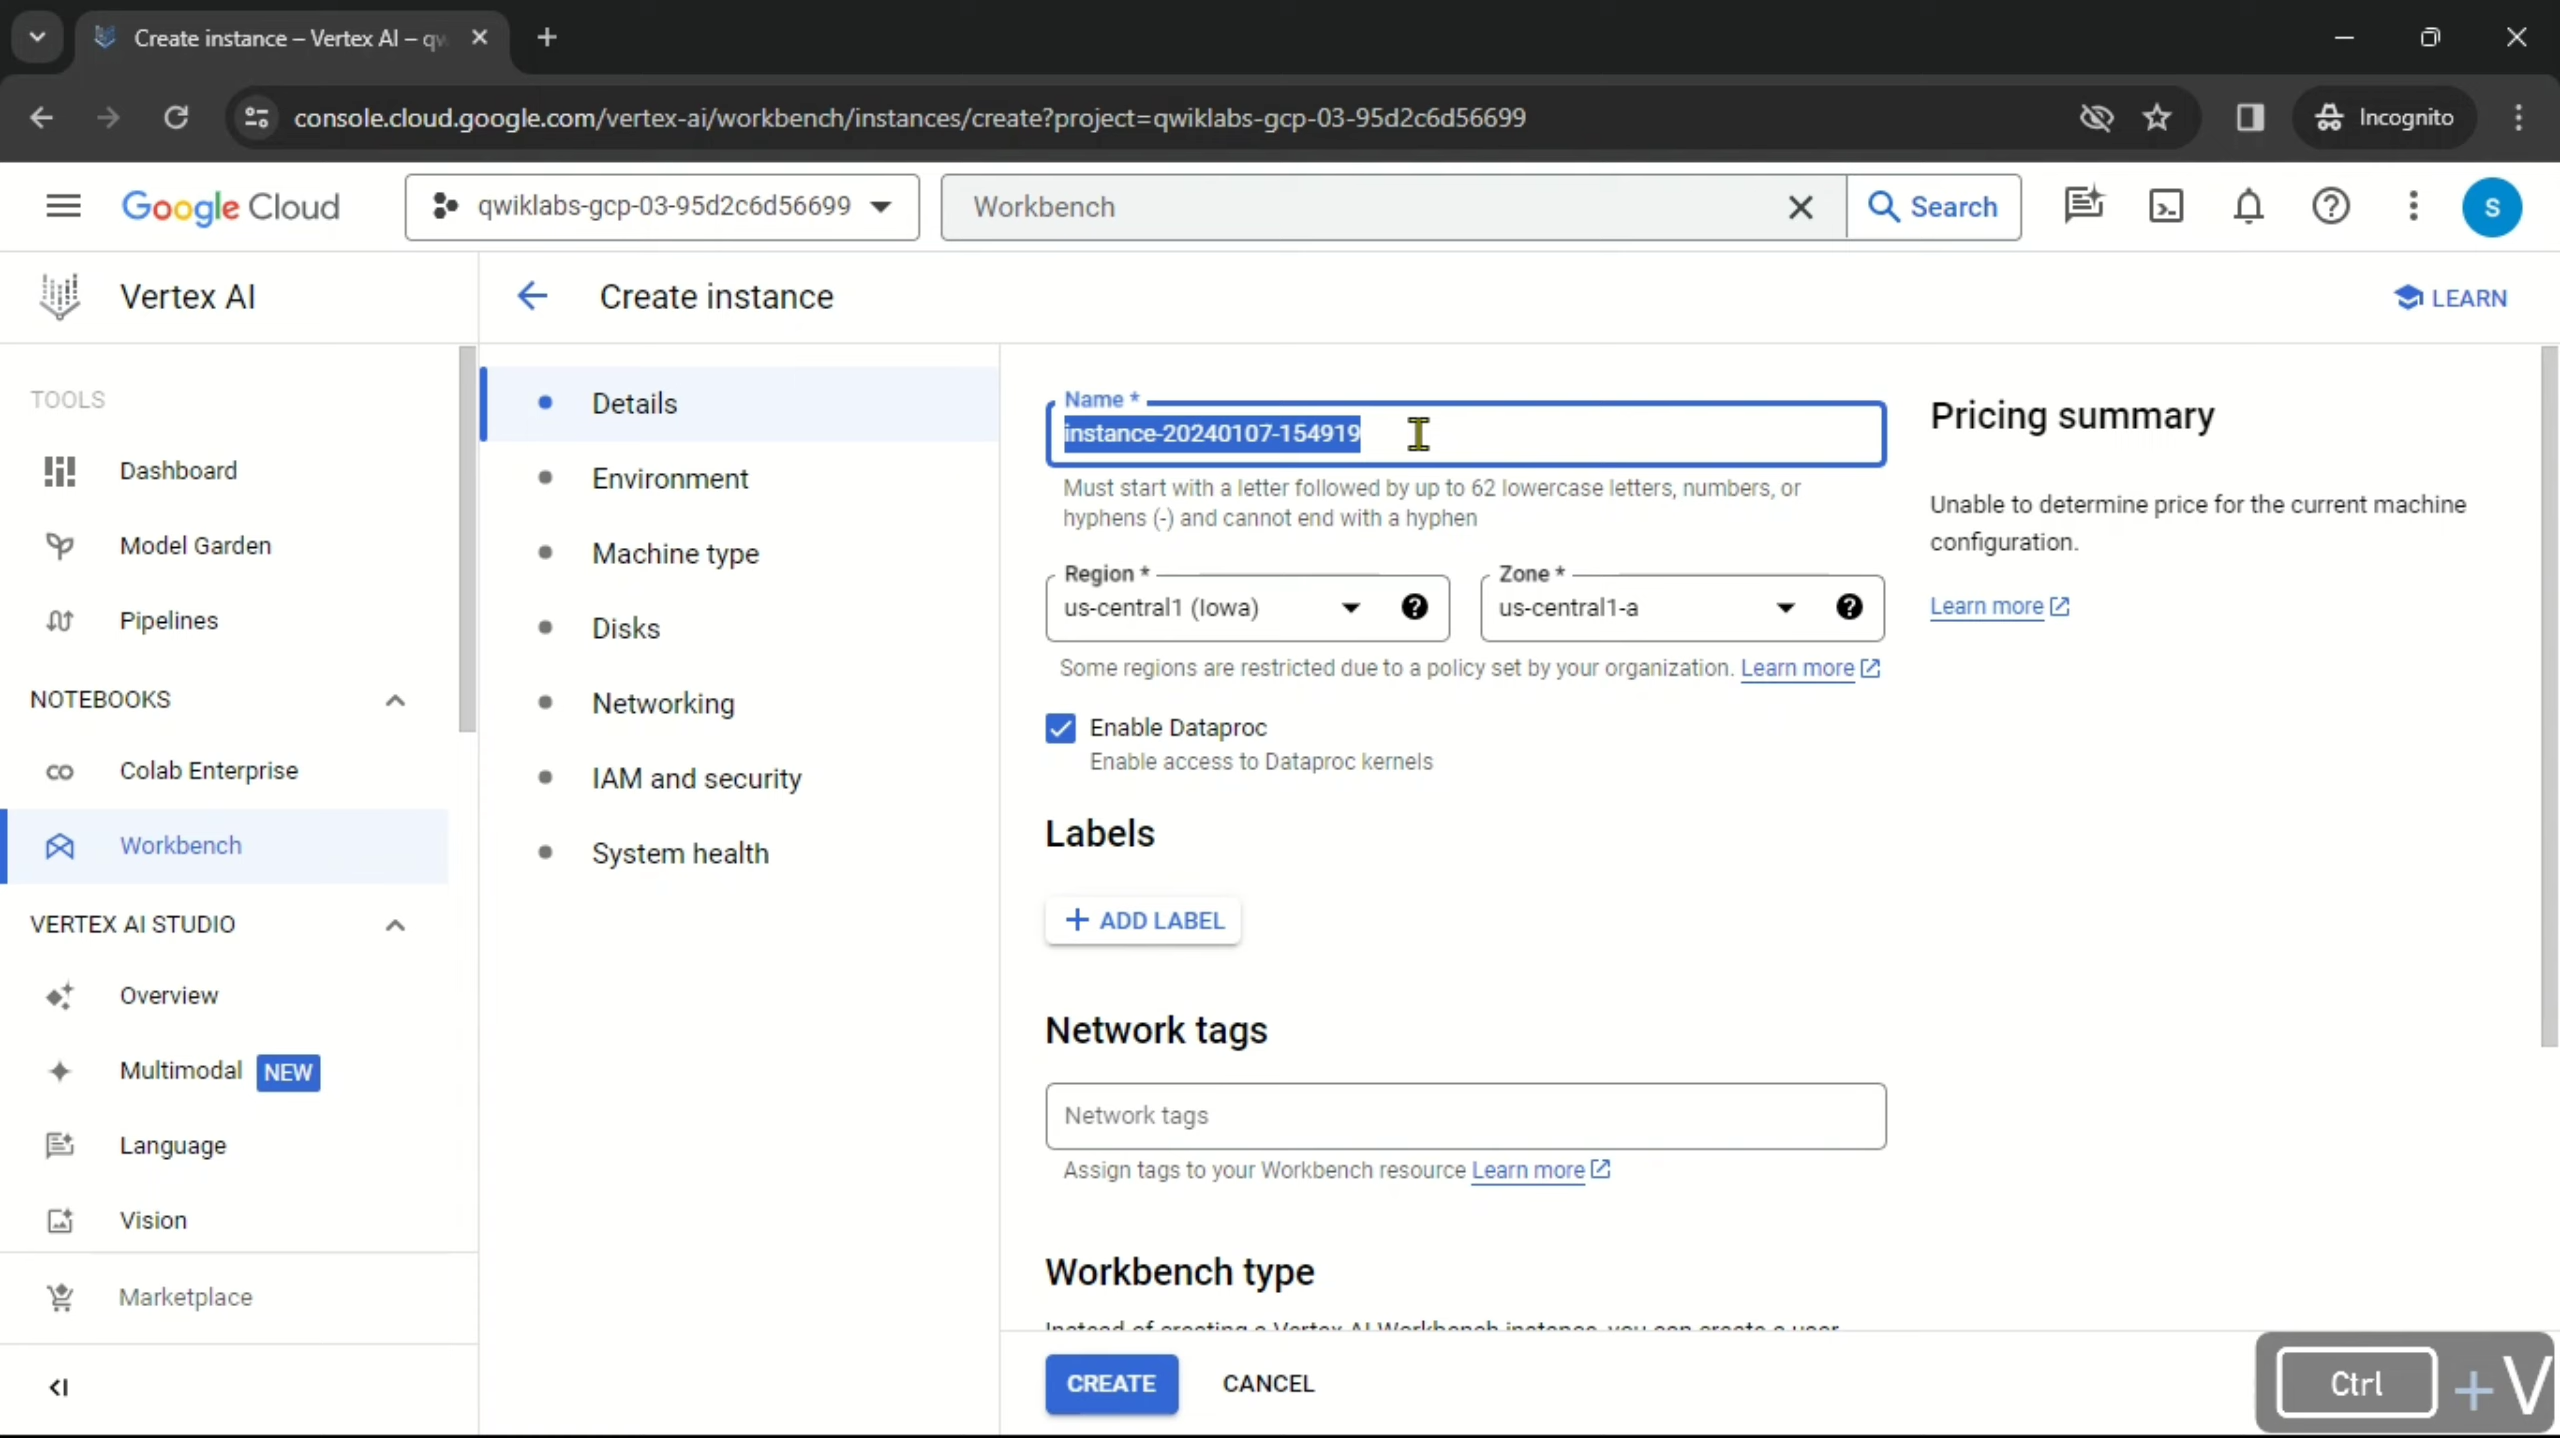 Create instance – Vertex AI – qw
console.cloud.google.com/vertex-ai/workbench/instances/create?project=qwiklabs-gcp-03-95d2c6d56699
Incognito
Google Cloud
qwiklabs-gcp-03-95d2c6d56699
Workbench
Search
S
Vertex AI
Create instance
LEARN
TOOLS
Dashboard
Model Garden
Pipelines
NOTEBOOKS
Colab Enterprise
Workbench
VERTEX AI STUDIO
Overview
Multimodal NEW
Language
Vision
Marketplace
Details
Environment
Machine type
Disks
Networking
IAM and security
System health
Name *
instance-20240107-154919
Must start with a letter followed by up to 62 lowercase letters, numbers, or
hyphens (-) and cannot end with a hyphen
Region *
us-central1 (Iowa)
Zone *
us-central1-a
Some regions are restricted due to a policy set by your organization. Learn more
Enable Dataproc
Enable access to Dataproc kernels
Labels
+ ADD LABEL
Network tags
Network tags
Assign tags to your Workbench resource Learn more
Workbench type
Instead of creating a Vertex AI Workbench instance, you can create a user
CREATE
CANCEL
Pricing summary
Unable to determine price for the current machine
configuration.
Learn more
Ctrl + V